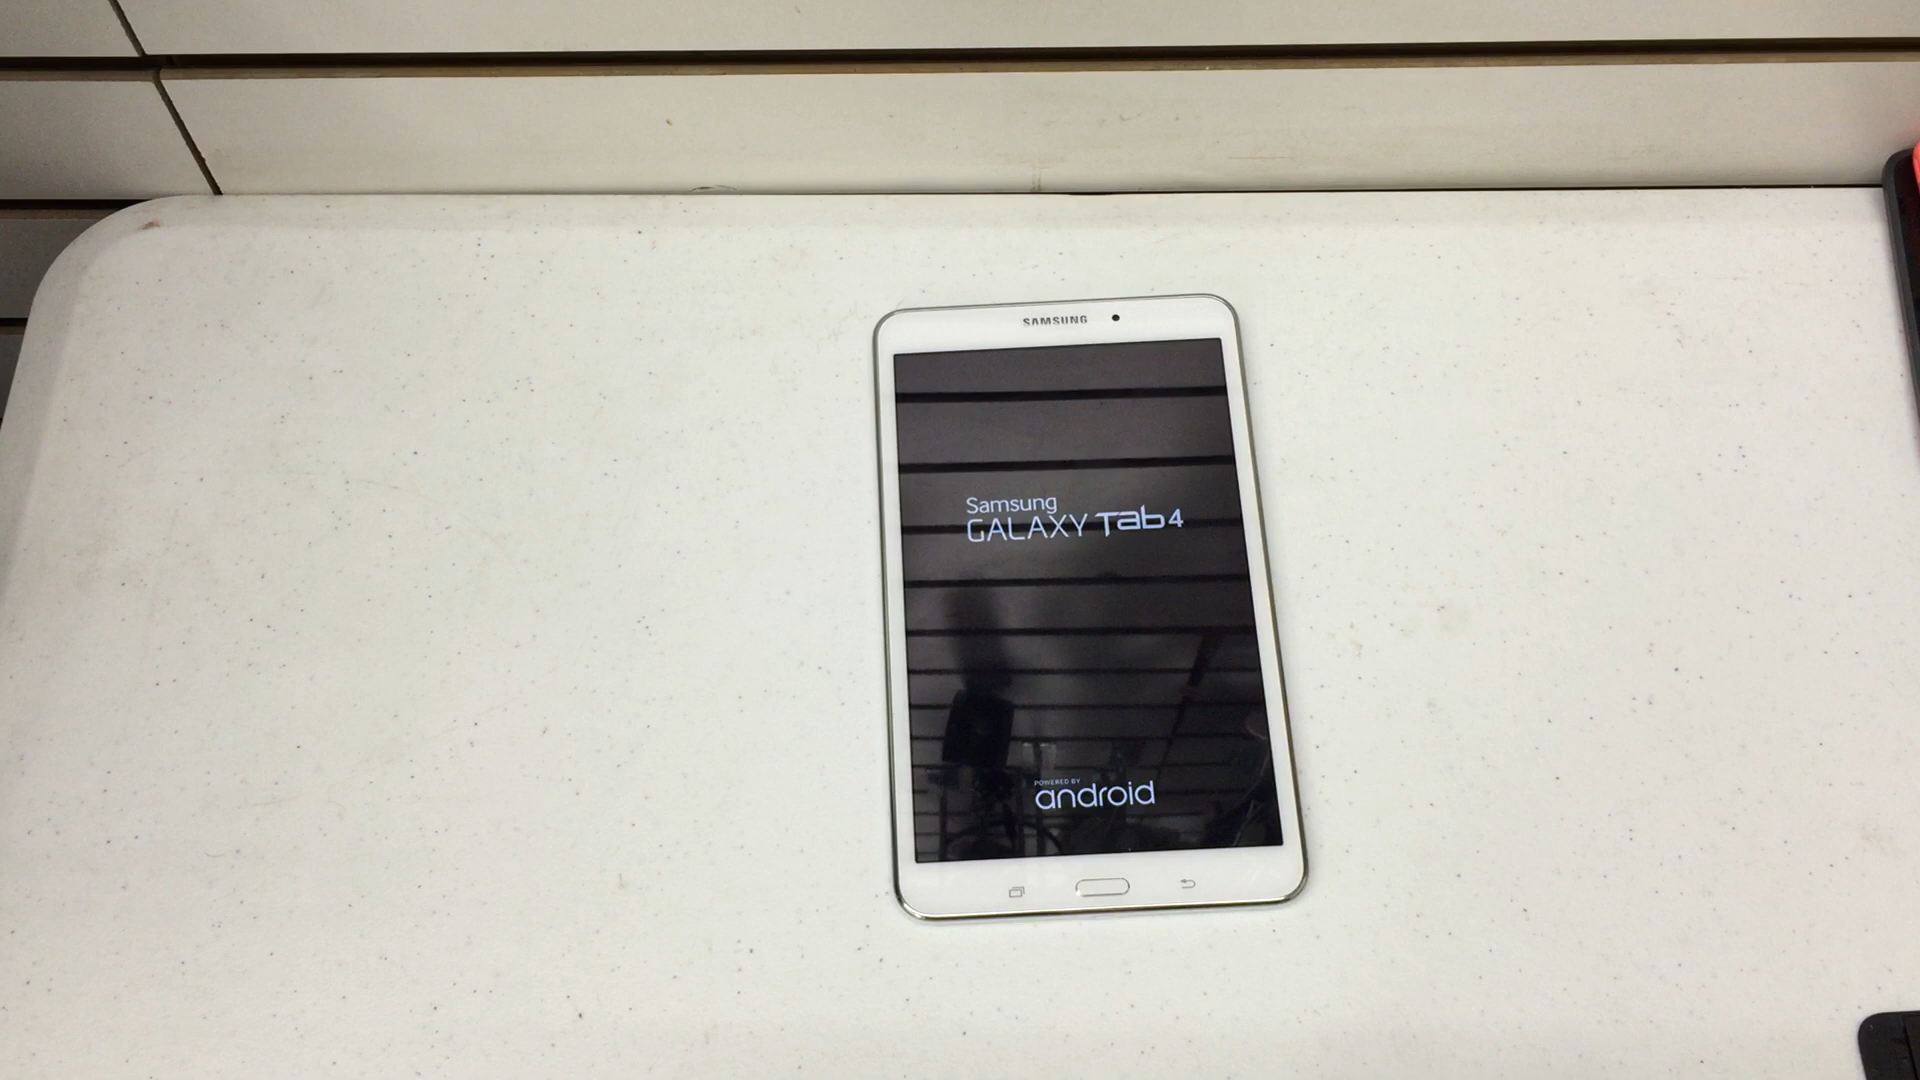 SAMSUNG
Samsung
GALAXY Tab4
POWERED BY
android